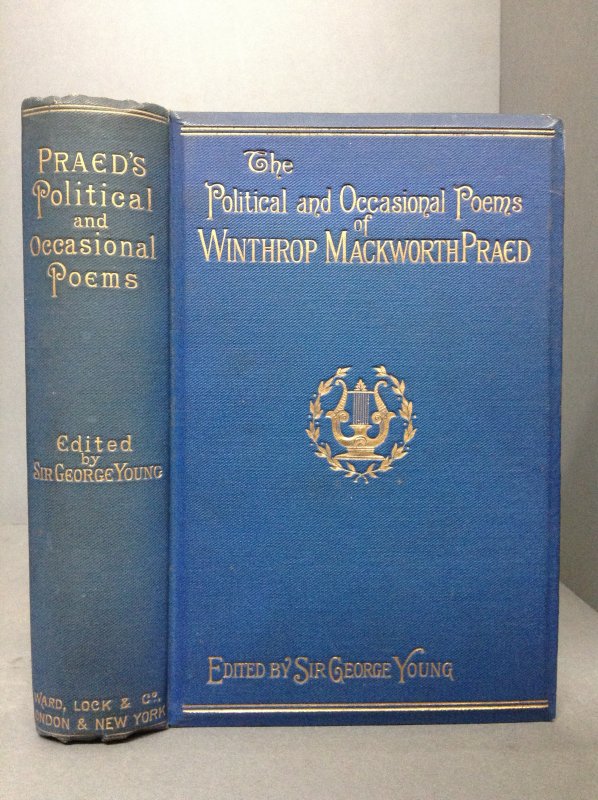 PRAED'S
Political
and
Occasional
Poems
Edited
by
SIR GEORGE YOUNG
WARD, LOCK & Co.
LONDON & NEW YORK
The
Political and Occasional Poems
of
WINTHROP MACKWORTH PRAED
EDITED BY SIR GEORGE YOUNG